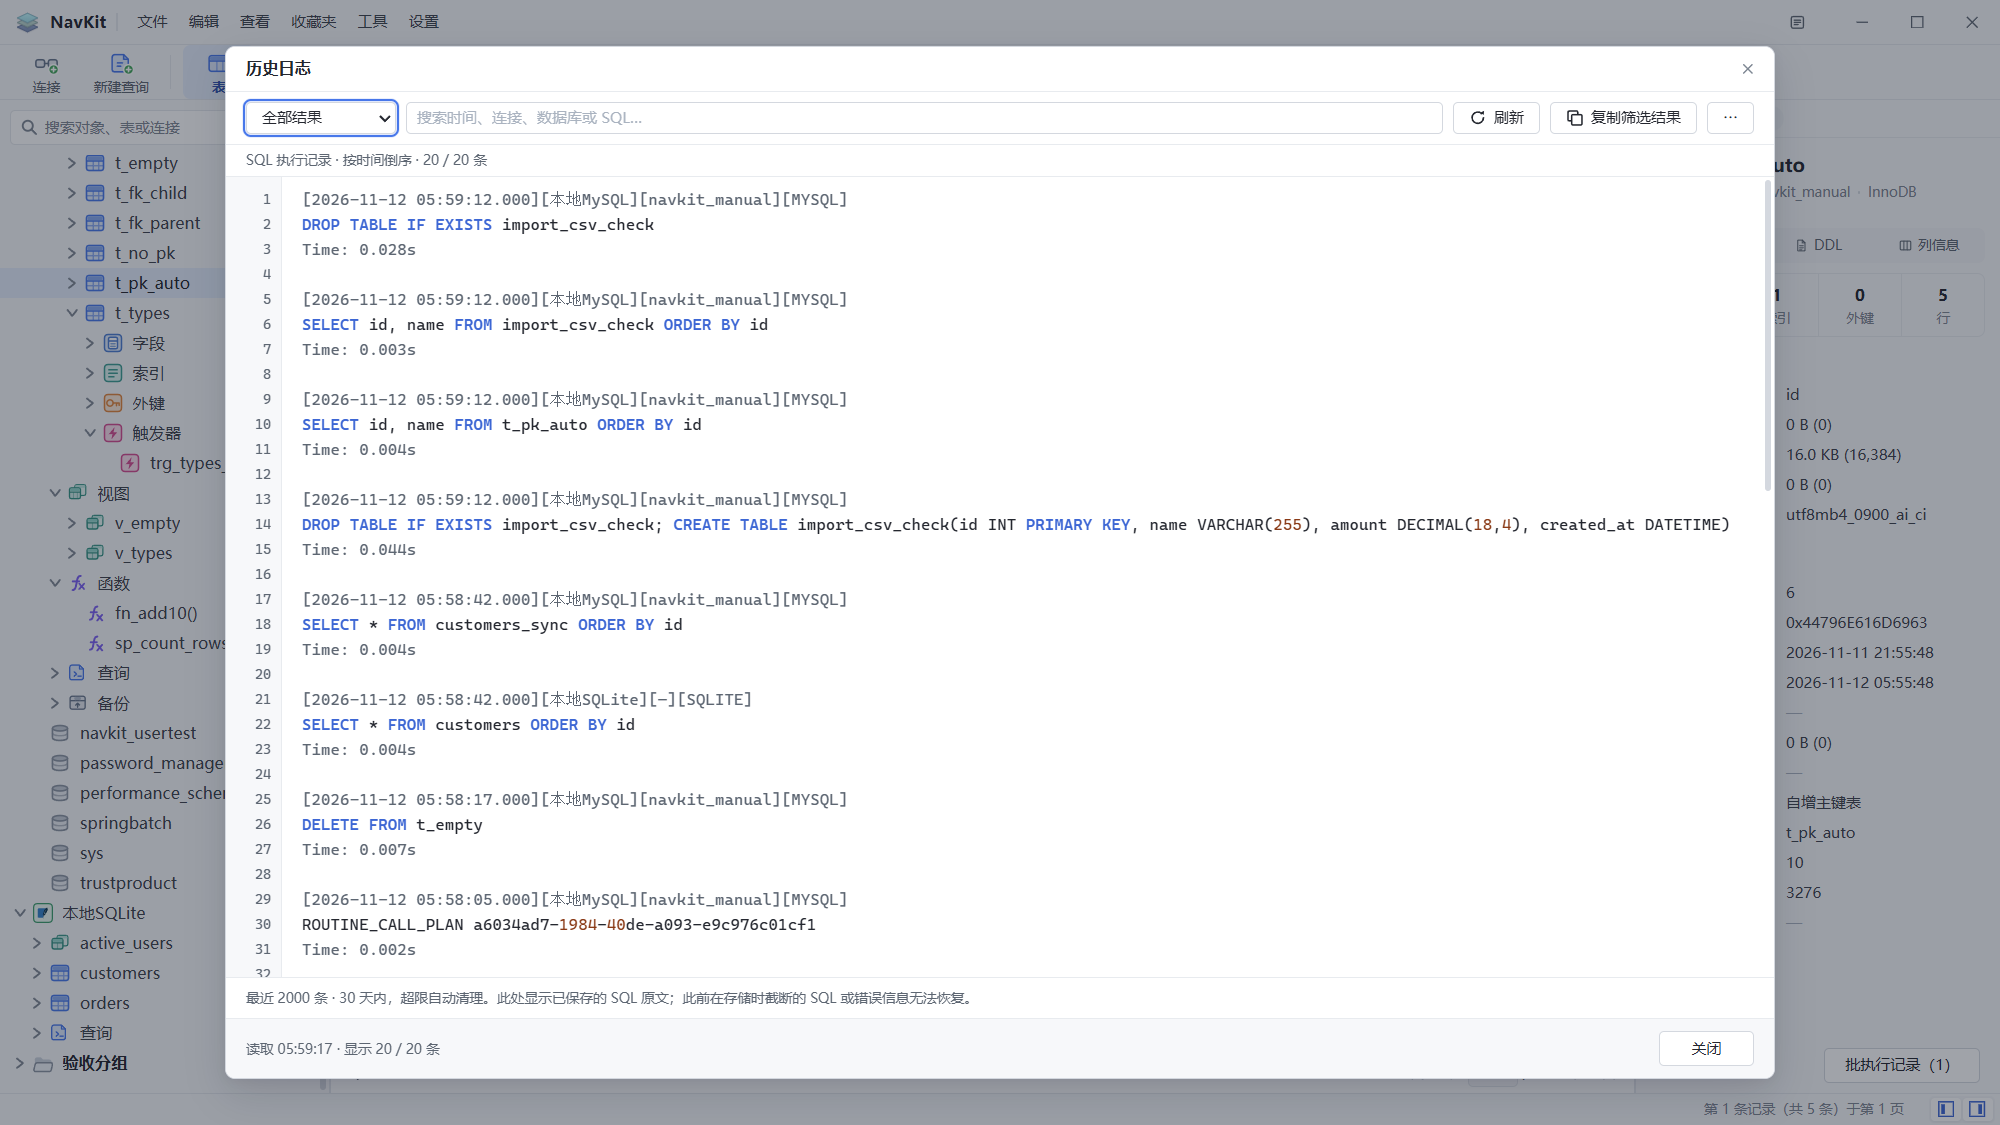 NavKit 文件 编辑 查看 收藏夹 工具 设置
连接 新建查询 表
搜索对象、表或连接
t_empty
t_fk_child
t_fk_parent
t_no_pk
t_pk_auto
t_types
字段
索引
外键
触发器
trg_types_
视图
v_empty
v_types
函数
fn_add10()
sp_count_rows
查询
备份
navkit_usertest
password_manage
performance_sche
springbatch
sys
trustproduct
本地SQLite
active_users
customers
orders
查询
验收分组
历史日志
全部结果 搜索时间、连接、数据库或 SQL... 刷新 复制筛选结果 ...
SQL 执行记录 · 按时间倒序 · 20 / 20 条
1 [2026-11-12 05:59:12.000][本地MySQL][navkit_manual][MYSQL]
2 DROP TABLE IF EXISTS import_csv_check
3 Time: 0.028s
4
5 [2026-11-12 05:59:12.000][本地MySQL][navkit_manual][MYSQL]
6 SELECT id, name FROM import_csv_check ORDER BY id
7 Time: 0.003s
8
9 [2026-11-12 05:59:12.000][本地MySQL][navkit_manual][MYSQL]
10 SELECT id, name FROM t_pk_auto ORDER BY id
11 Time: 0.004s
12
13 [2026-11-12 05:59:12.000][本地MySQL][navkit_manual][MYSQL]
14 DROP TABLE IF EXISTS import_csv_check; CREATE TABLE import_csv_check(id INT PRIMARY KEY, name VARCHAR(255), amount DECIMAL(18,4), created_at DATETIME)
15 Time: 0.044s
16
17 [2026-11-12 05:58:42.000][本地MySQL][navkit_manual][MYSQL]
18 SELECT * FROM customers_sync ORDER BY id
19 Time: 0.004s
20
21 [2026-11-12 05:58:42.000][本地SQLite][-][SQLITE]
22 SELECT * FROM customers ORDER BY id
23 Time: 0.004s
24
25 [2026-11-12 05:58:17.000][本地MySQL][navkit_manual][MYSQL]
26 DELETE FROM t_empty
27 Time: 0.007s
28
29 [2026-11-12 05:58:05.000][本地MySQL][navkit_manual][MYSQL]
30 ROUTINE_CALL_PLAN a6034ad7-1984-40de-a093-e9c976c01cf1
31 Time: 0.002s
32
最近 2000 条 · 30 天内，超限自动清理。此处显示已保存的 SQL 原文；此前在存储时截断的 SQL 或错误信息无法恢复。
读取 05:59:17 · 显示 20 / 20 条 关闭
uto
kit_manual · InnoDB
DDL 列信息
1 0 5
引 外键 行
id
0 B (0)
16.0 KB (16,384)
0 B (0)
utf8mb4_0900_ai_ci
6
0x44796E616D6963
2026-11-11 21:55:48
2026-11-12 05:55:48
—
0 B (0)
—
自增主键表
t_pk_auto
10
3276
—
批执行记录 (1)
第 1 条记录（共 5 条）于第 1 页